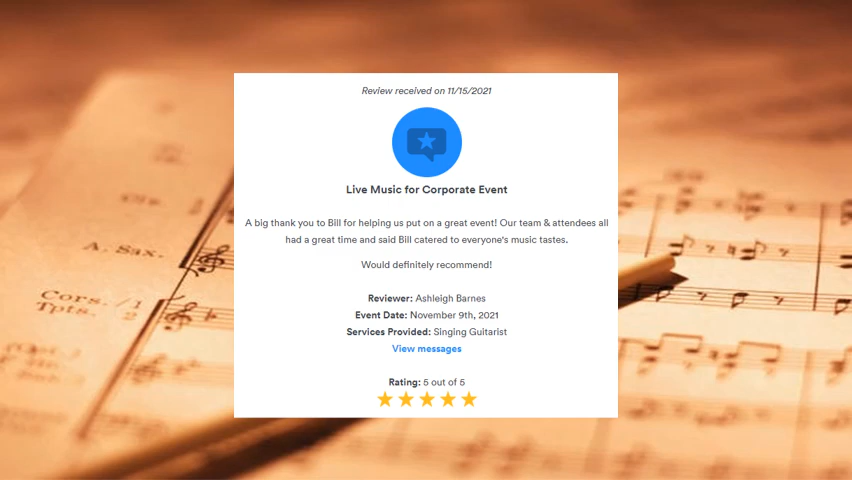 Review received on 11/15/2021
Live Music for Corporate Event
A big thank you to Bill for helping us put on a great event! Our team & attendees all
had a great time and said Bill catered to everyone's music tastes.
Would definitely recommend!
Reviewer: Ashleigh Barnes
Event Date: November 9th, 2021
Services Provided: Singing Guitarist
View messages
Rating: 5 out of 5
A. Sax.
Cors. /1
Tpts. 2